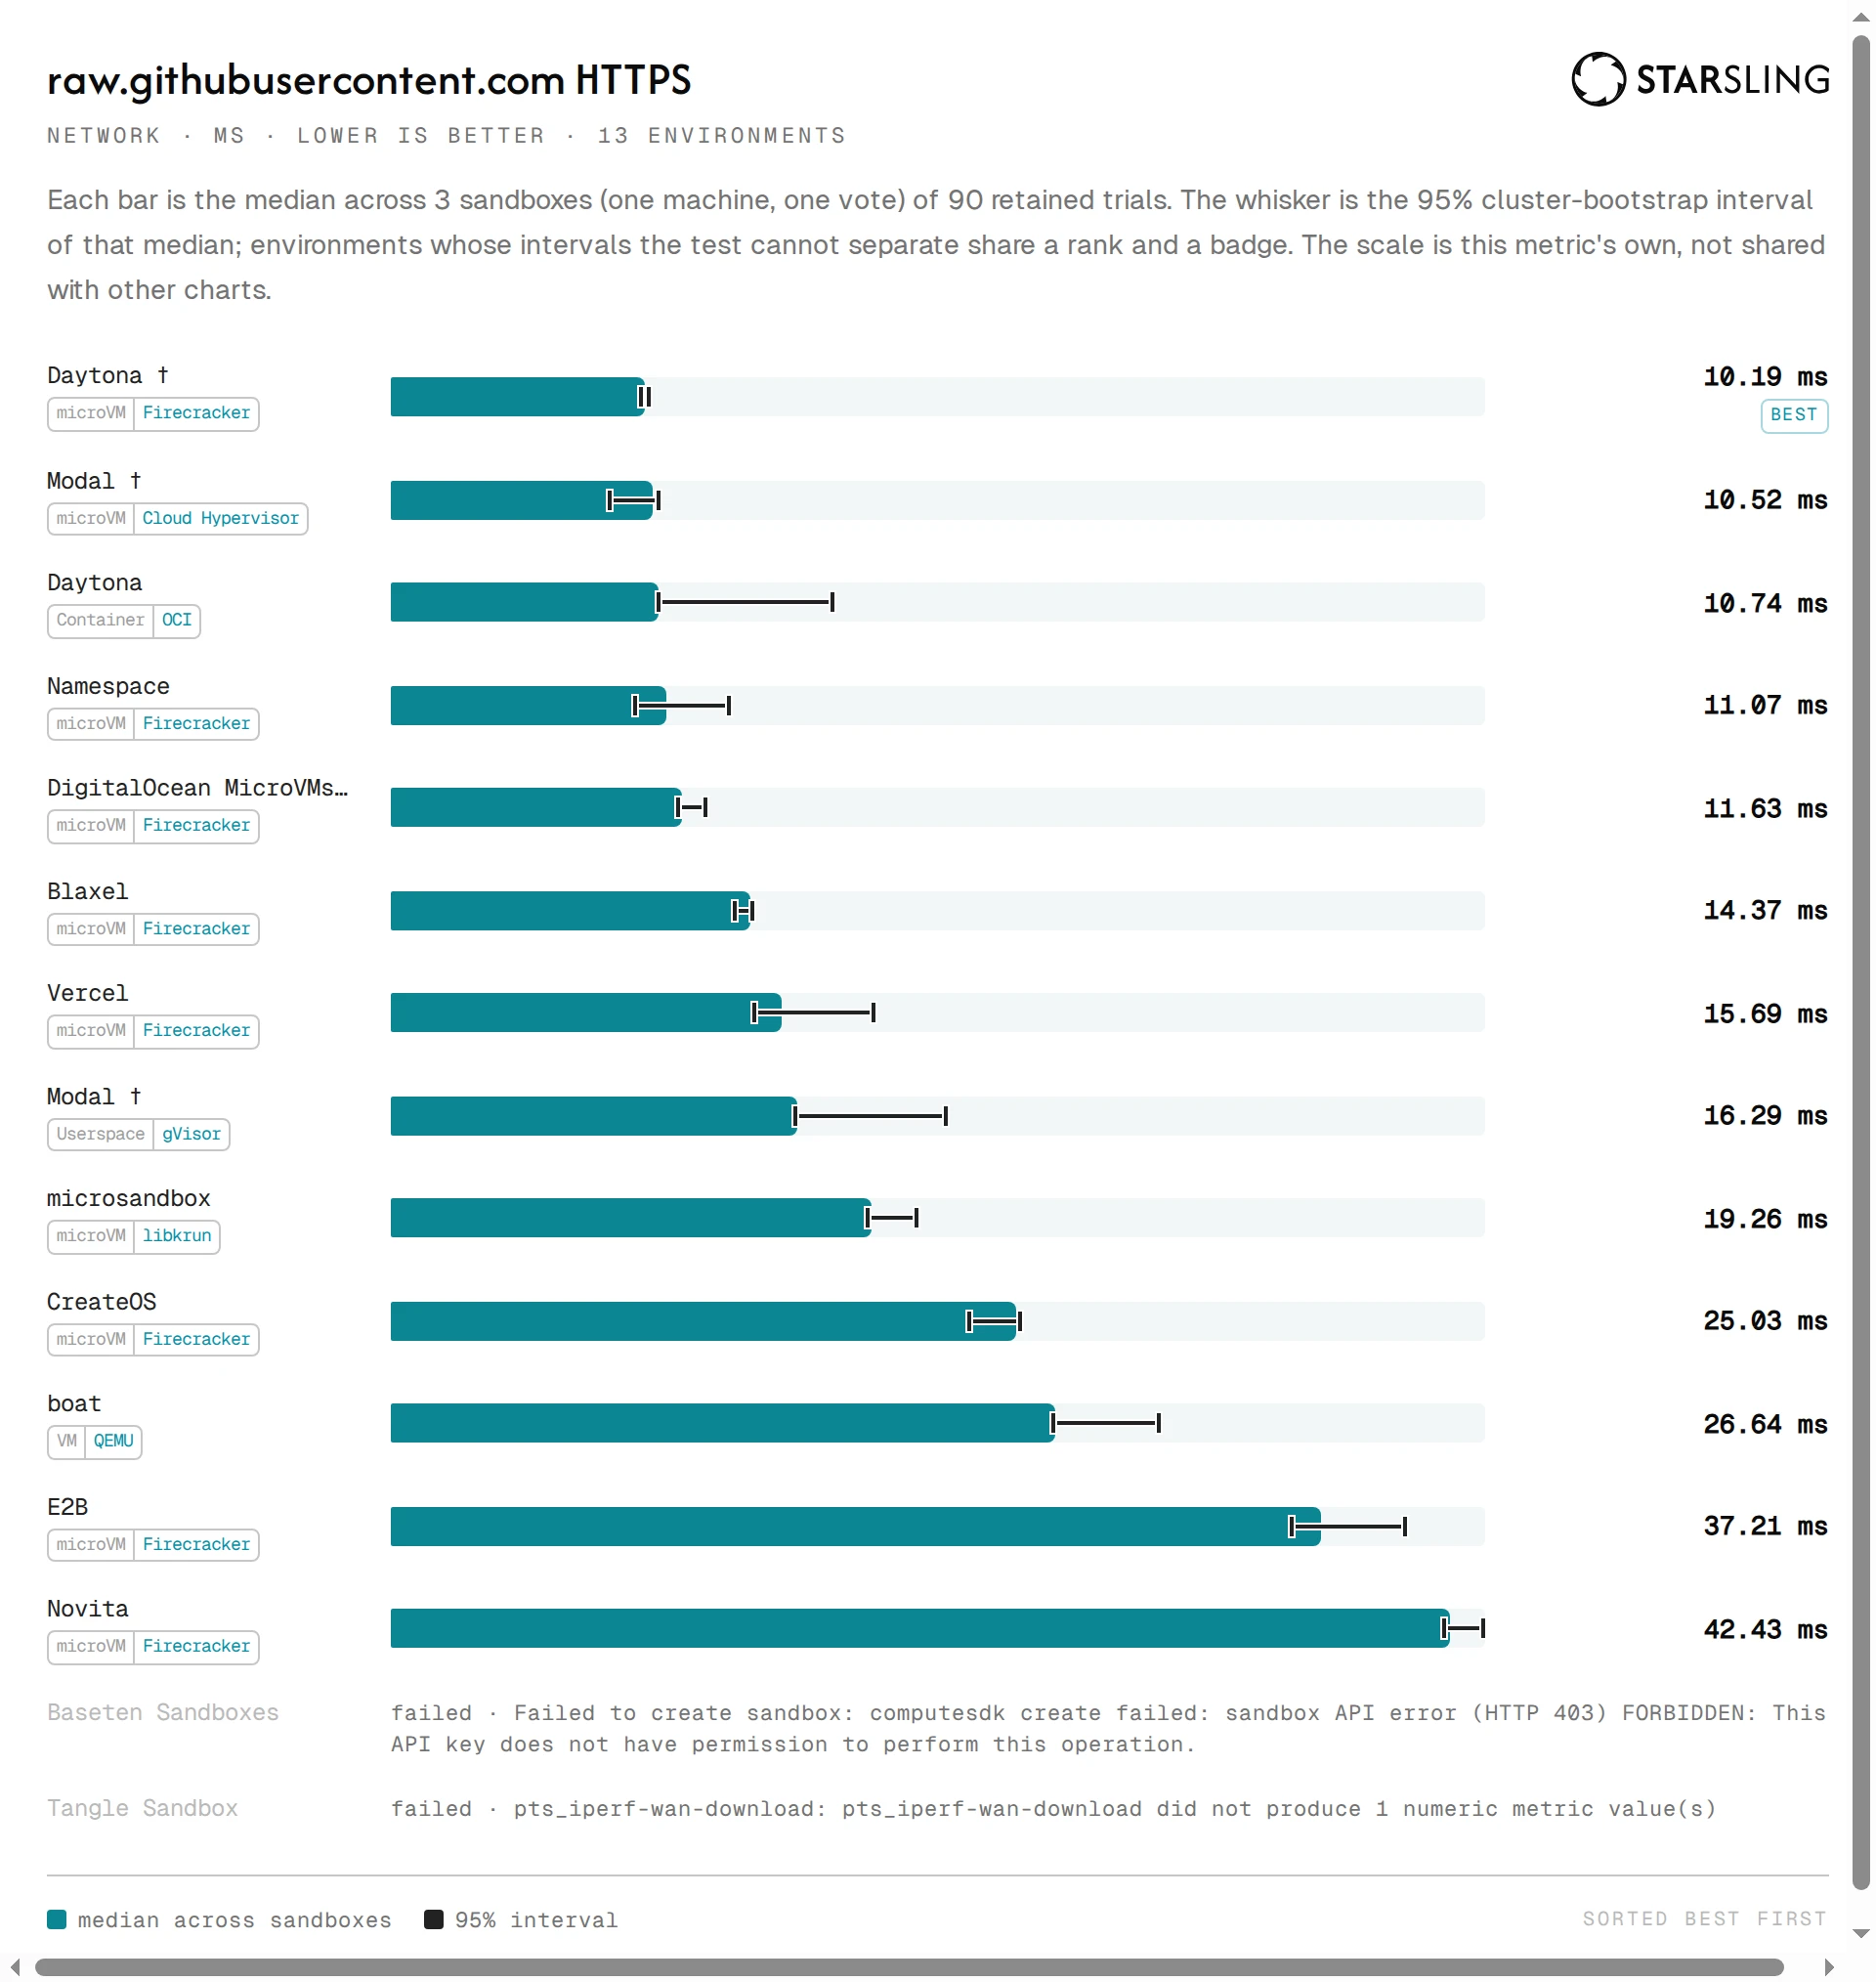 raw.githubusercontent.com HTTPS
STARSLING
NETWORK · MS · LOWER IS BETTER · 13 ENVIRONMENTS
Each bar is the median across 3 sandboxes (one machine, one vote) of 90 retained trials. The whisker is the 95% cluster-bootstrap interval
of that median; environments whose intervals the test cannot separate share a rank and a badge. The scale is this metric's own, not shared
with other charts.
Daytona †
microVM Firecracker
10.19 ms
BEST
Modal †
microVM Cloud Hypervisor
10.52 ms
Daytona
Container OCI
10.74 ms
Namespace
microVM Firecracker
11.07 ms
DigitalOcean MicroVMs…
microVM Firecracker
11.63 ms
Blaxel
microVM Firecracker
14.37 ms
Vercel
microVM Firecracker
15.69 ms
Modal †
Userspace gVisor
16.29 ms
microsandbox
microVM libkrun
19.26 ms
CreateOS
microVM Firecracker
25.03 ms
boat
VM QEMU
26.64 ms
E2B
microVM Firecracker
37.21 ms
Novita
microVM Firecracker
42.43 ms
Baseten Sandboxes
failed · Failed to create sandbox: computesdk create failed: sandbox API error (HTTP 403) FORBIDDEN: This
API key does not have permission to perform this operation.
Tangle Sandbox
failed · pts_iperf-wan-download: pts_iperf-wan-download did not produce 1 numeric metric value(s)
median across sandboxes
95% interval
SORTED BEST FIRST